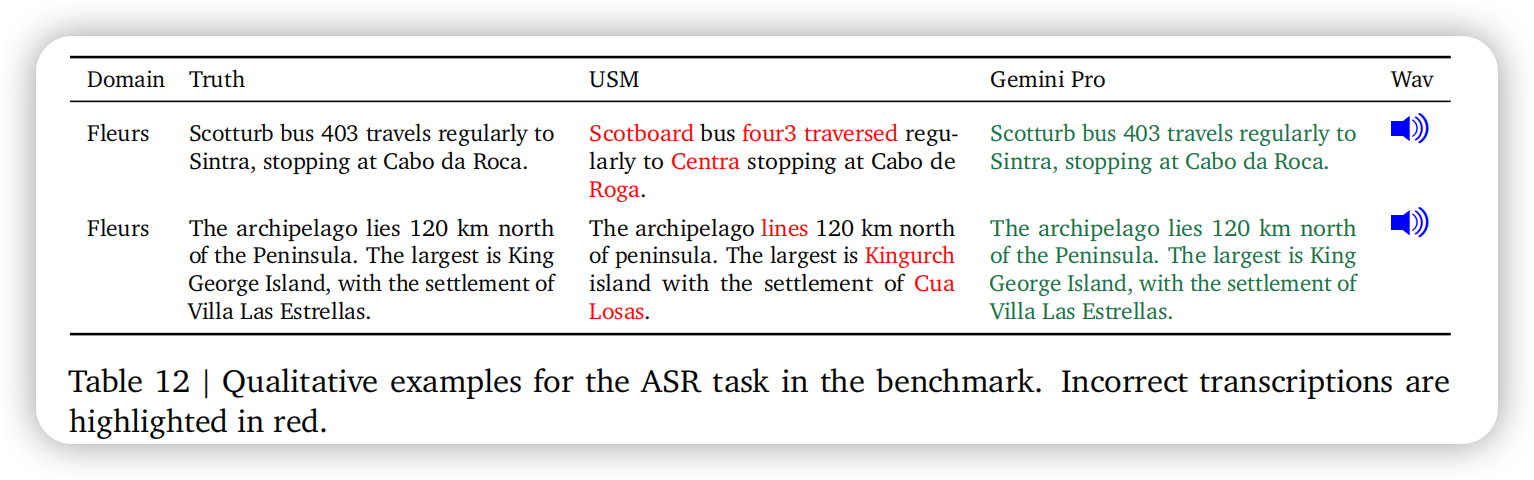 Domain Truth USM Gemini Pro Wav
Fleurs Scotturb bus 403 travels regularly to Scotboard bus four3 traversed regu- Scotturb bus 403 travels regularly to
Sintra, stopping at Cabo da Roca. larly to Centra stopping at Cabo de Sintra, stopping at Cabo da Roca.
Roga.
Fleurs The archipelago lies 120 km north The archipelago lines 120 km north The archipelago lies 120 km north
of the Peninsula. The largest is King of peninsula. The largest is Kingurch of the Peninsula. The largest is King
George Island, with the settlement of island with the settlement of Cua George Island, with the settlement of
Villa Las Estrellas. Losas. Villa Las Estrellas.
Table 12 | Qualitative examples for the ASR task in the benchmark. Incorrect transcriptions are
highlighted in red.